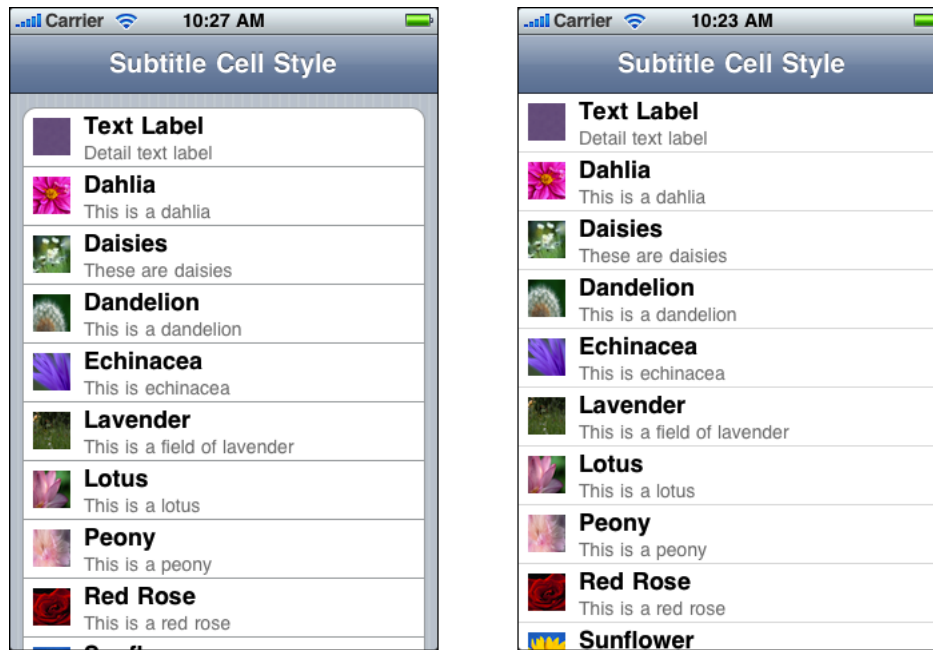 Carrier 10:27 AM
Subtitle Cell Style
Text Label
Detail text label
Dahlia
This is a dahlia
Daisies
These are daisies
Dandelion
This is a dandelion
Echinacea
This is echinacea
Lavender
This is a field of lavender
Lotus
This is a lotus
Peony
This is a peony
Red Rose
This is a red rose
Carrier 10:23 AM
Subtitle Cell Style
Text Label
Detail text label
Dahlia
This is a dahlia
Daisies
These are daisies
Dandelion
This is a dandelion
Echinacea
This is echinacea
Lavender
This is a field of lavender
Lotus
This is a lotus
Peony
This is a peony
Red Rose
This is a red rose
Sunflower